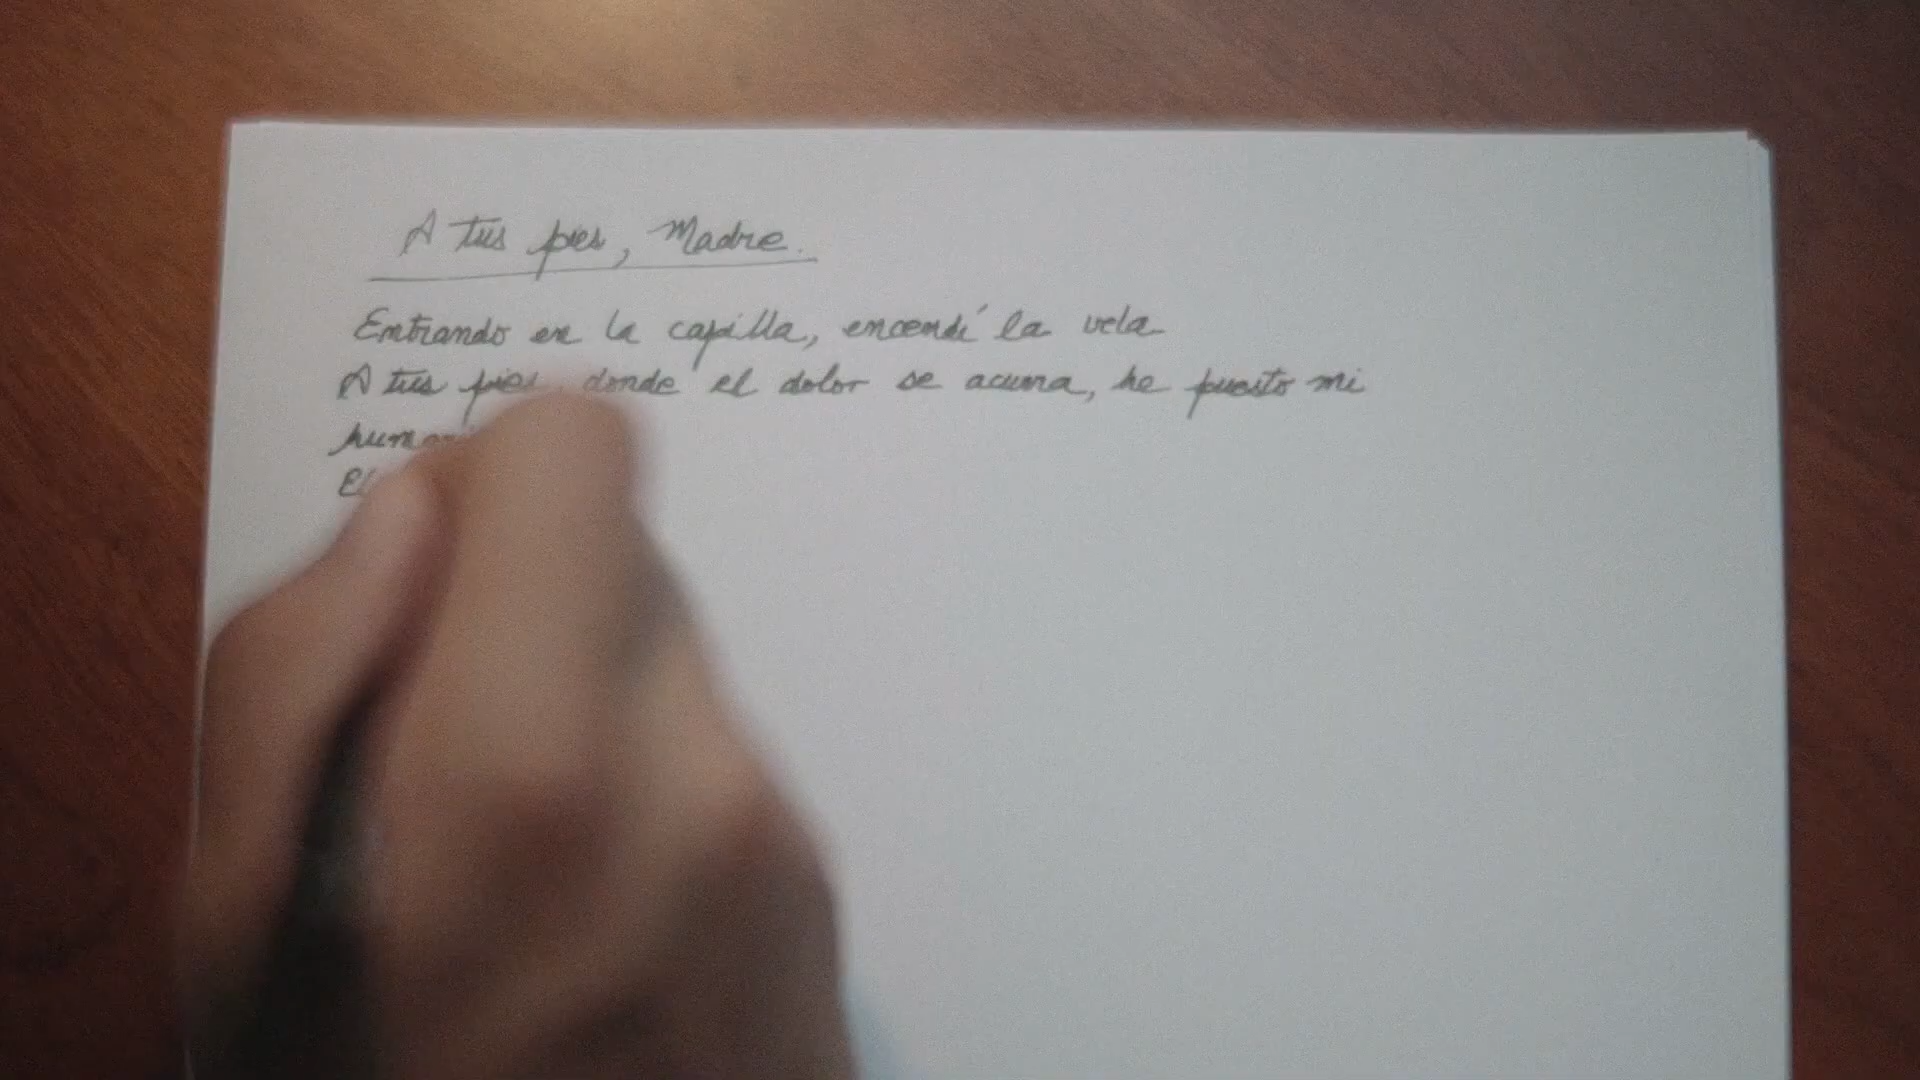 A tus pies, Madre.
Entrando en la capilla, encendí la vela
A tus pies, donde el dolor se acuna, he puesto mi